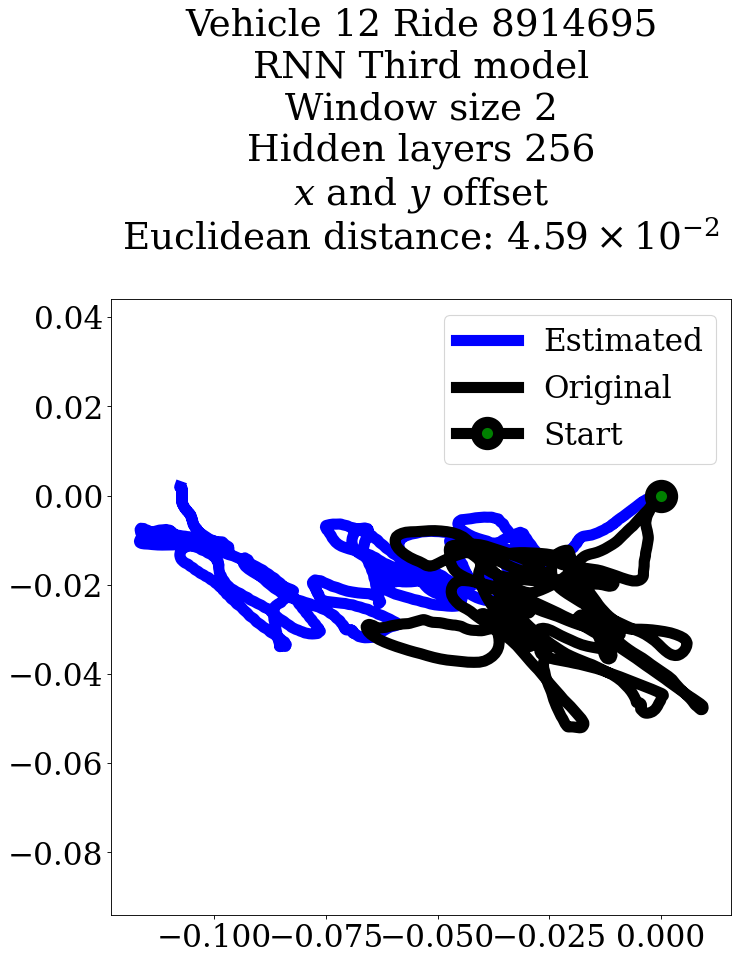 Vehicle 12 Ride 8914695
RNN Third model
Window size 2
Hidden layers 256
x and y offset
Euclidean distance: 4.59 × 10⁻²
Estimated
Original
Start
0.04
0.02
0.00
−0.02
−0.04
−0.06
−0.08
−0.100 −0.075 −0.050 −0.025 0.000